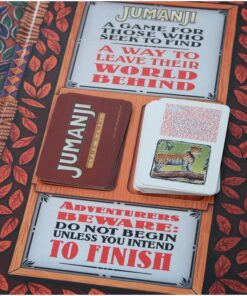 JUMANJI
A GAME FOR
THOSE WHO
SEEK TO FIND
A WAY TO
LEAVE THEIR
WORLD
BEHIND
JUMANJI
ADVENTURERS
BEWARE:
DO NOT BEGIN
UNLESS YOU INTEND
TO FINISH